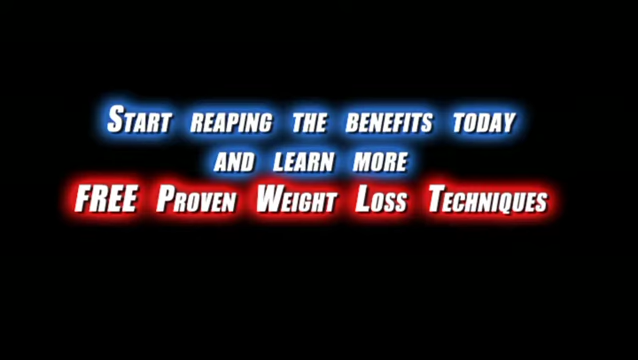 Start reaping the benefits today
and learn more
FREE Proven Weight Loss Techniques